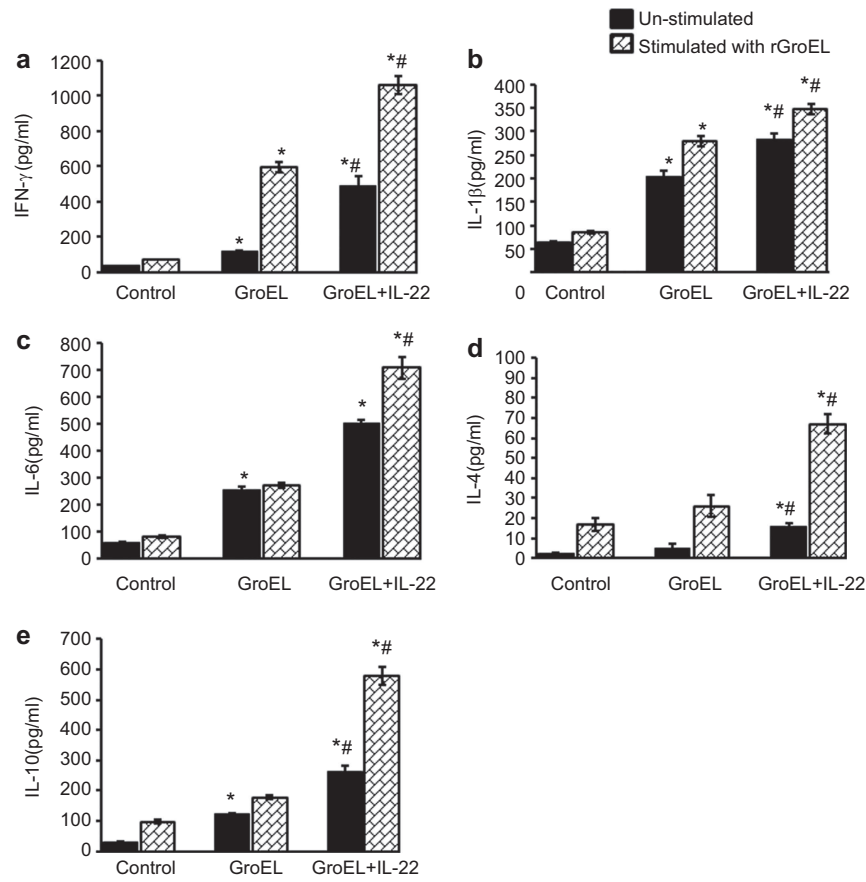 Un-stimulated
Stimulated with rGroEL
a
1200
1000
800
600
400
200
0
IFN-γ (pg/ml)
*
*
*#
*#
Control
GroEL
GroEL+IL-22
b
400
350
300
250
200
150
100
50
0
IL-1β(pg/ml)
*
*
*#
*#
Control
GroEL
GroEL+IL-22
c
800
700
600
500
400
300
200
100
0
IL-6(pg/ml)
*
*
*#
Control
GroEL
GroEL+IL-22
d
100
90
80
70
60
50
40
30
20
10
0
IL-4(pg/ml)
*#
*#
Control
GroEL
GroEL+IL-22
e
700
600
500
400
300
200
100
0
IL-10(pg/ml)
*
*#
*#
Control
GroEL
GroEL+IL-22